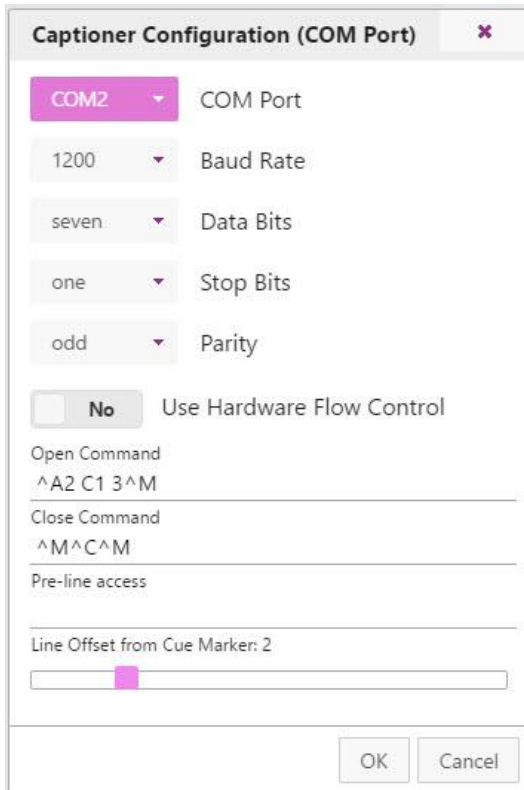 Captioner Configuration (COM Port)
COM2 COM Port
1200 Baud Rate
seven Data Bits
one Stop Bits
odd Parity
No Use Hardware Flow Control
Open Command
^A2 C1 3^M
Close Command
^M^C^M
Pre-line access
Line Offset from Cue Marker: 2
OK Cancel